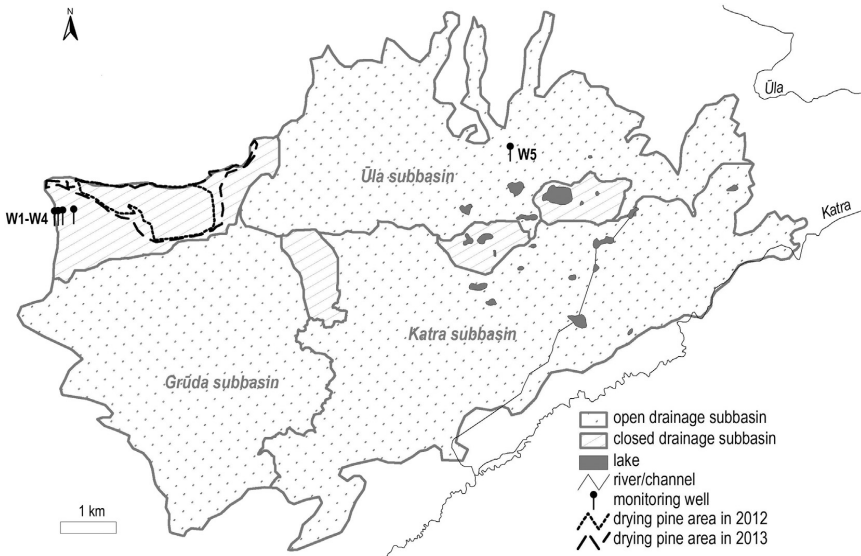 N
Ūla
W5
Ūla subbasin
W1-W4
Katra
Katra subbasin
Grūda subbasin
open drainage subbasin
closed drainage subbasin
lake
river/channel
monitoring well
drying pine area in 2012
drying pine area in 2013
1 km